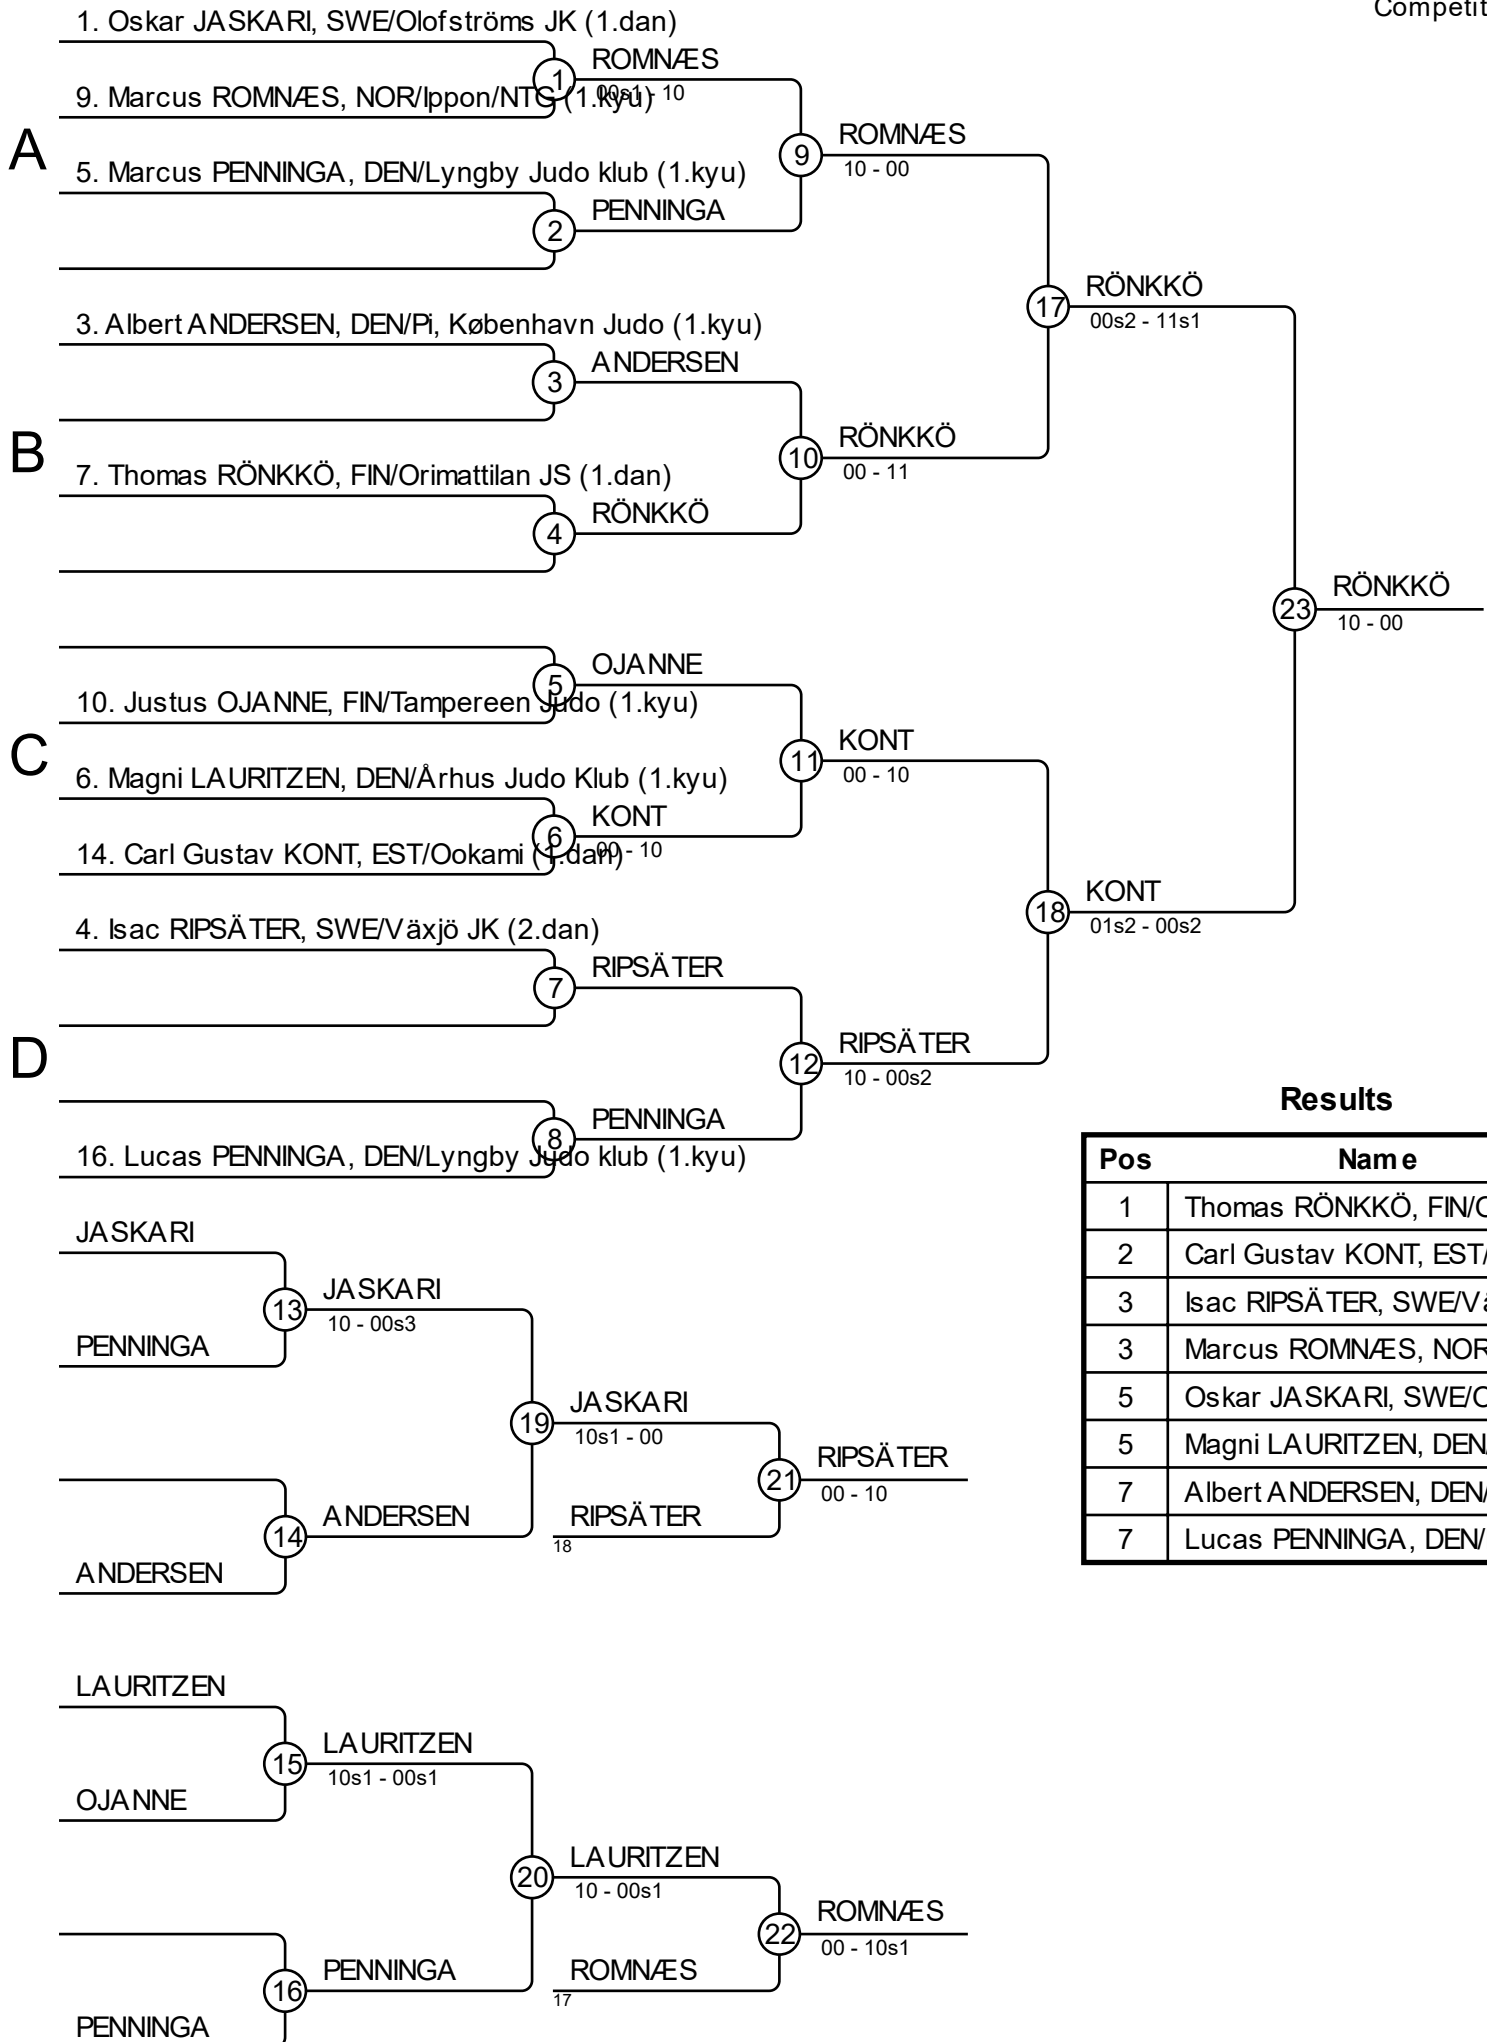 Competit
1. Oskar JASKARI, SWE/Olofströms JK (1.dan)
1
ROMNÆS
00s1 - 10
9. Marcus ROMNÆS, NOR/Ippon/NTG (1.kyu)
A
9
ROMNÆS
10 - 00
5. Marcus PENNINGA, DEN/Lyngby Judo klub (1.kyu)
2
PENNINGA
17
RÖNKKÖ
00s2 - 11s1
3. Albert ANDERSEN, DEN/Pi, København Judo (1.kyu)
3
ANDERSEN
B
10
RÖNKKÖ
00 - 11
7. Thomas RÖNKKÖ, FIN/Orimattilan JS (1.dan)
4
RÖNKKÖ
23
RÖNKKÖ
10 - 00
5
OJANNE
10. Justus OJANNE, FIN/Tampereen Judo (1.kyu)
C
11
KONT
00 - 10
6. Magni LAURITZEN, DEN/Århus Judo Klub (1.kyu)
6
KONT
00 - 10
14. Carl Gustav KONT, EST/Ookami (1.dan)
18
KONT
01s2 - 00s2
4. Isac RIPSÄTER, SWE/Växjö JK (2.dan)
7
RIPSÄTER
D
12
RIPSÄTER
10 - 00s2
8
PENNINGA
16. Lucas PENNINGA, DEN/Lyngby Judo klub (1.kyu)
Results
Pos Name
1 Thomas RÖNKKÖ, FIN/
2 Carl Gustav KONT, EST/
3 Isac RIPSÄTER, SWE/Vä
3 Marcus ROMNÆS, NOR
5 Oskar JASKARI, SWE/
5 Magni LAURITZEN, DEN/
7 Albert ANDERSEN, DEN/
7 Lucas PENNINGA, DEN/
JASKARI
13
JASKARI
10 - 00s3
PENNINGA
19
JASKARI
10s1 - 00
21
RIPSÄTER
00 - 10
14
ANDERSEN
RIPSÄTER
18
ANDERSEN
LAURITZEN
15
LAURITZEN
10s1 - 00s1
OJANNE
20
LAURITZEN
10 - 00s1
22
ROMNÆS
00 - 10s1
16
PENNINGA
ROMNÆS
17
PENNINGA